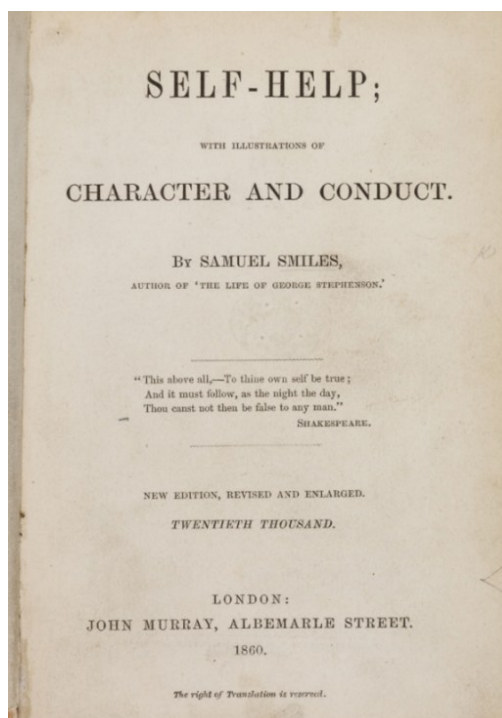 SELF-HELP;
WITH ILLUSTRATIONS OF
CHARACTER AND CONDUCT.
BY SAMUEL SMILES,
AUTHOR OF 'THE LIFE OF GEORGE STEPHENSON.'
"This above all,—To thine own self be true;
And it must follow, as the night the day,
Thou canst not then be false to any man."
SHAKESPEARE.
NEW EDITION, REVISED AND ENLARGED.
TWENTIETH THOUSAND.
LONDON:
JOHN MURRAY, ALBEMARLE STREET.
1860.
The right of Translation is reserved.